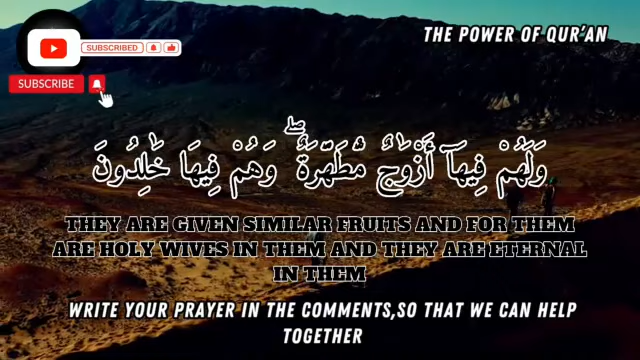 THE POWER OF QUR'AN
SUBSCRIBED
SUBSCRIBE
وَلَهُمْ فِيهَآ أَزْوَٰجٌ مُّطَهَّرَةٌ ۖ وَهُمْ فِيهَا خَٰلِدُونَ
THEY ARE GIVEN SIMILAR FRUITS AND FOR THEM
ARE HOLY WIVES IN THEM AND THEY ARE ETERNAL
IN THEM
WRITE YOUR PRAYER IN THE COMMENTS,SO THAT WE CAN HELP
TOGETHER